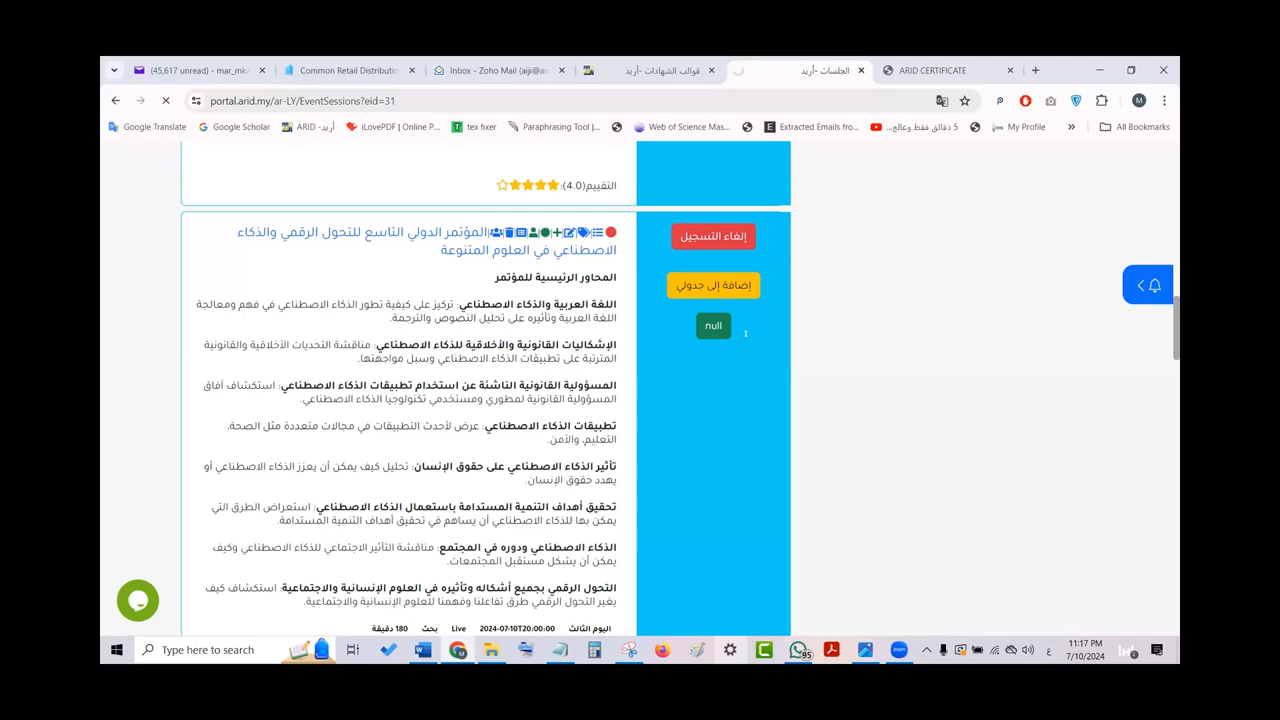 (45,617 unread) - mar_mka
Common Retail Distributio
Inbox - Zoho Mail (aiji@a
قوالب الشهادات -أريد
الجلسات -أريد
ARID CERTIFICATE
portal.arid.my/ar-LY/EventSessions?eid=31
Google Translate
Google Scholar
ARID -أريد
iLovePDF | Online P...
tex fixer
Paraphrasing Tool |...
Web of Science Mas...
Extracted Emails fro...
5 دقائق فقط وعالج...
My Profile
All Bookmarks
التقييم(4.0):
إلغاء التسجيل
المؤتمر الدولي التاسع للتحول الرقمي والذكاء
الاصطناعي في العلوم المتنوعة
المحاور الرئيسية للمؤتمر
إضافة إلى جدولي
null
اللغة العربية والذكاء الاصطناعي: تركيز على كيفية تطور الذكاء الاصطناعي في فهم ومعالجة
اللغة العربية وتأثيره على تحليل النصوص والترجمة.
الإشكاليات القانونية والأخلاقية للذكاء الاصطناعي: مناقشة التحديات الأخلاقية والقانونية
المترتبة على تطبيقات الذكاء الاصطناعي وسبل مواجهتها.
المسؤولية القانونية الناشئة عن استخدام تطبيقات الذكاء الاصطناعي: استكشاف آفاق
المسؤولية القانونية لمطوري ومستخدمي تكنولوجيا الذكاء الاصطناعي.
تطبيقات الذكاء الاصطناعي: عرض لأحدث التطبيقات في مجالات متعددة مثل الصحة،
التعليم، والأمن.
تأثير الذكاء الاصطناعي على حقوق الإنسان: تحليل كيف يمكن أن يعزز الذكاء الاصطناعي أو
يهدد حقوق الإنسان.
تحقيق أهداف التنمية المستدامة باستعمال الذكاء الاصطناعي: استعراض الطرق التي
يمكن بها للذكاء الاصطناعي أن يساهم في تحقيق أهداف التنمية المستدامة.
الذكاء الاصطناعي ودوره في المجتمع: مناقشة التأثير الاجتماعي للذكاء الاصطناعي وكيف
يمكن أن يشكل مستقبل المجتمعات.
التحول الرقمي بجميع أشكاله وتأثيره في العلوم الإنسانية والاجتماعية: استكشاف كيف
يغير التحول الرقمي طرق تفاعلنا وفهمنا للعلوم الإنسانية والاجتماعية.
اليوم الثالث 2024-07-10T20:00:00 Live بحث 180 دقيقة
Type here to search
95
ع
11:17 PM
7/10/2024